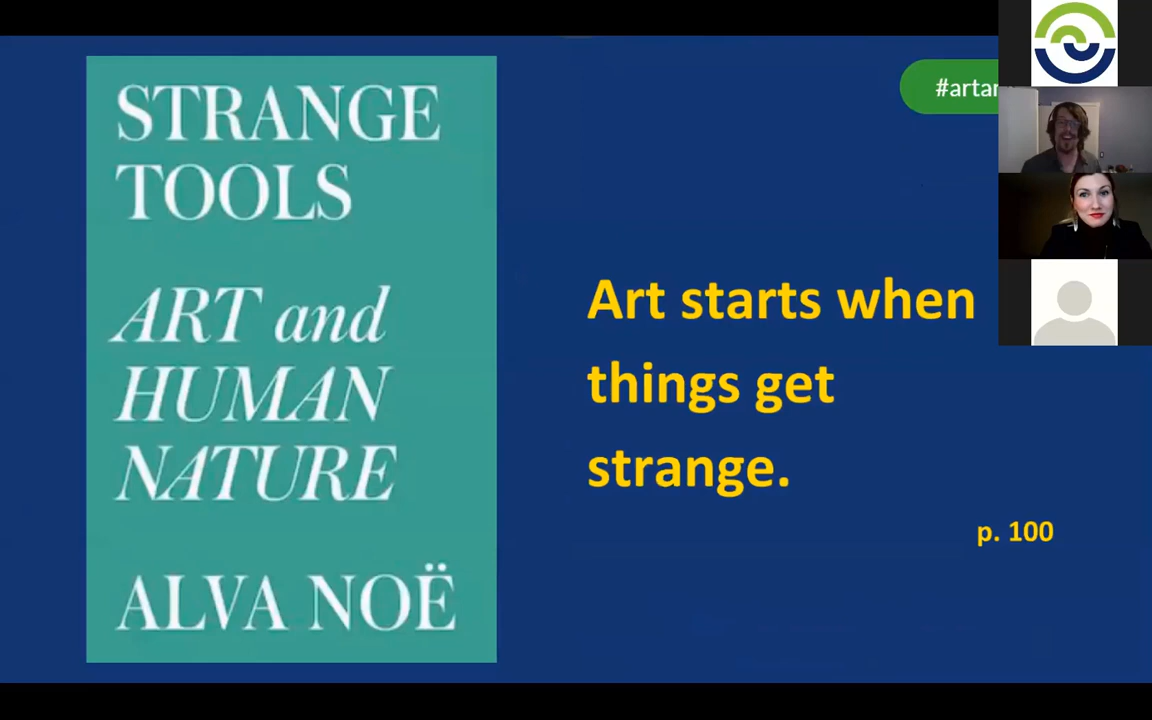 STRANGE
TOOLS
ART and
HUMAN
NATURE
ALVA NOË
Art starts when
things get
strange.
p. 100